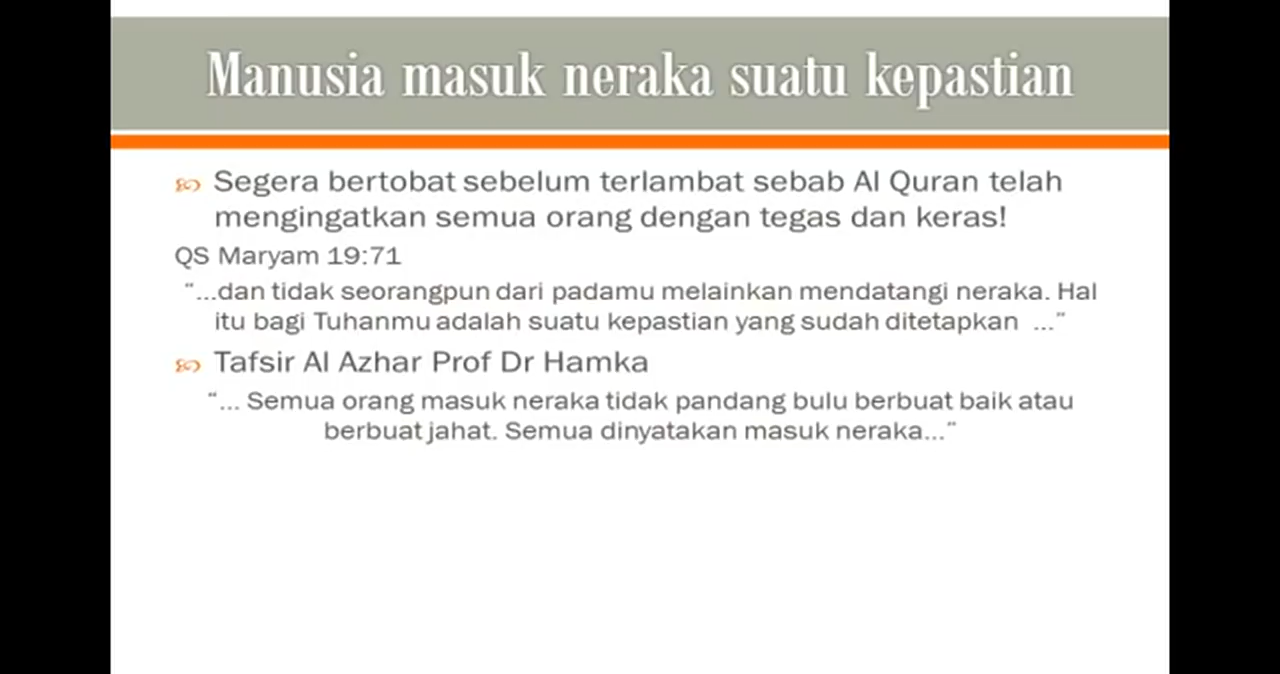 Manusia masuk neraka suatu kepastian
Segera bertobat sebelum terlambat sebab Al Quran telah
mengingatkan semua orang dengan tegas dan keras!
QS Maryam 19:71
“...dan tidak seorangpun dari padamu melainkan mendatangi neraka. Hal
itu bagi Tuhanmu adalah suatu kepastian yang sudah ditetapkan ...”
Tafsir Al Azhar Prof Dr Hamka
“... Semua orang masuk neraka tidak pandang bulu berbuat baik atau
berbuat jahat. Semua dinyatakan masuk neraka...”